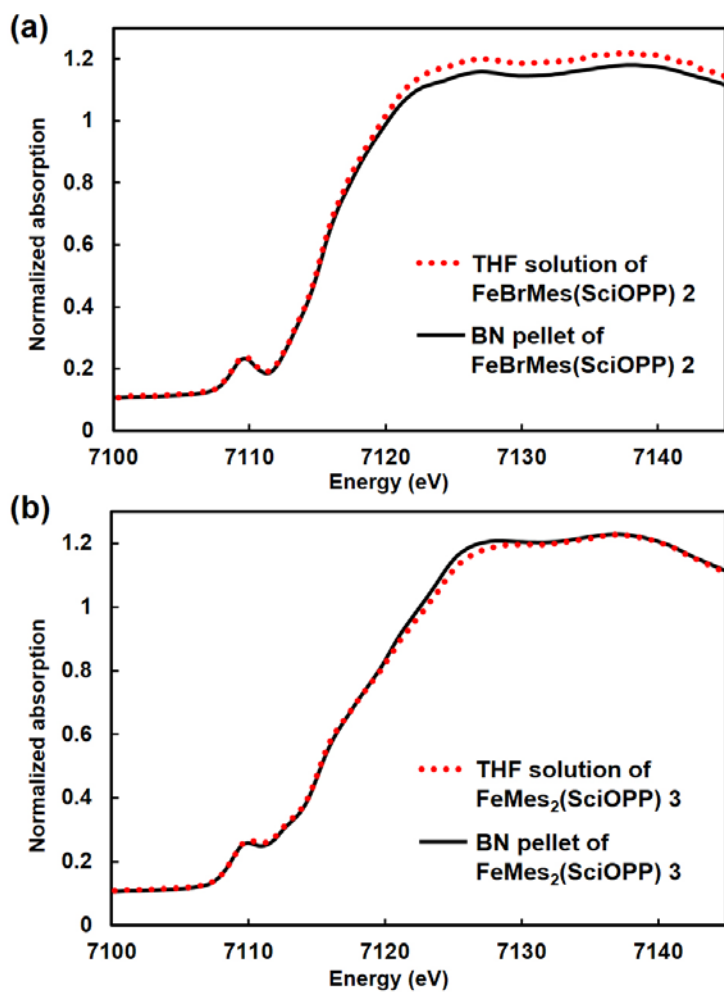 (a)
1.2
1
0.8
0.6
0.4
0.2
0
Normalized absorption
THF solution of
FeBrMes(SciOPP) 2
BN pellet of
FeBrMes(SciOPP) 2
7100 7110 7120 7130 7140
Energy (eV)
(b)
1.2
1
0.8
0.6
0.4
0.2
0
Normalized absorption
THF solution of
FeMes₂(SciOPP) 3
BN pellet of
FeMes₂(SciOPP) 3
7100 7110 7120 7130 7140
Energy (eV)